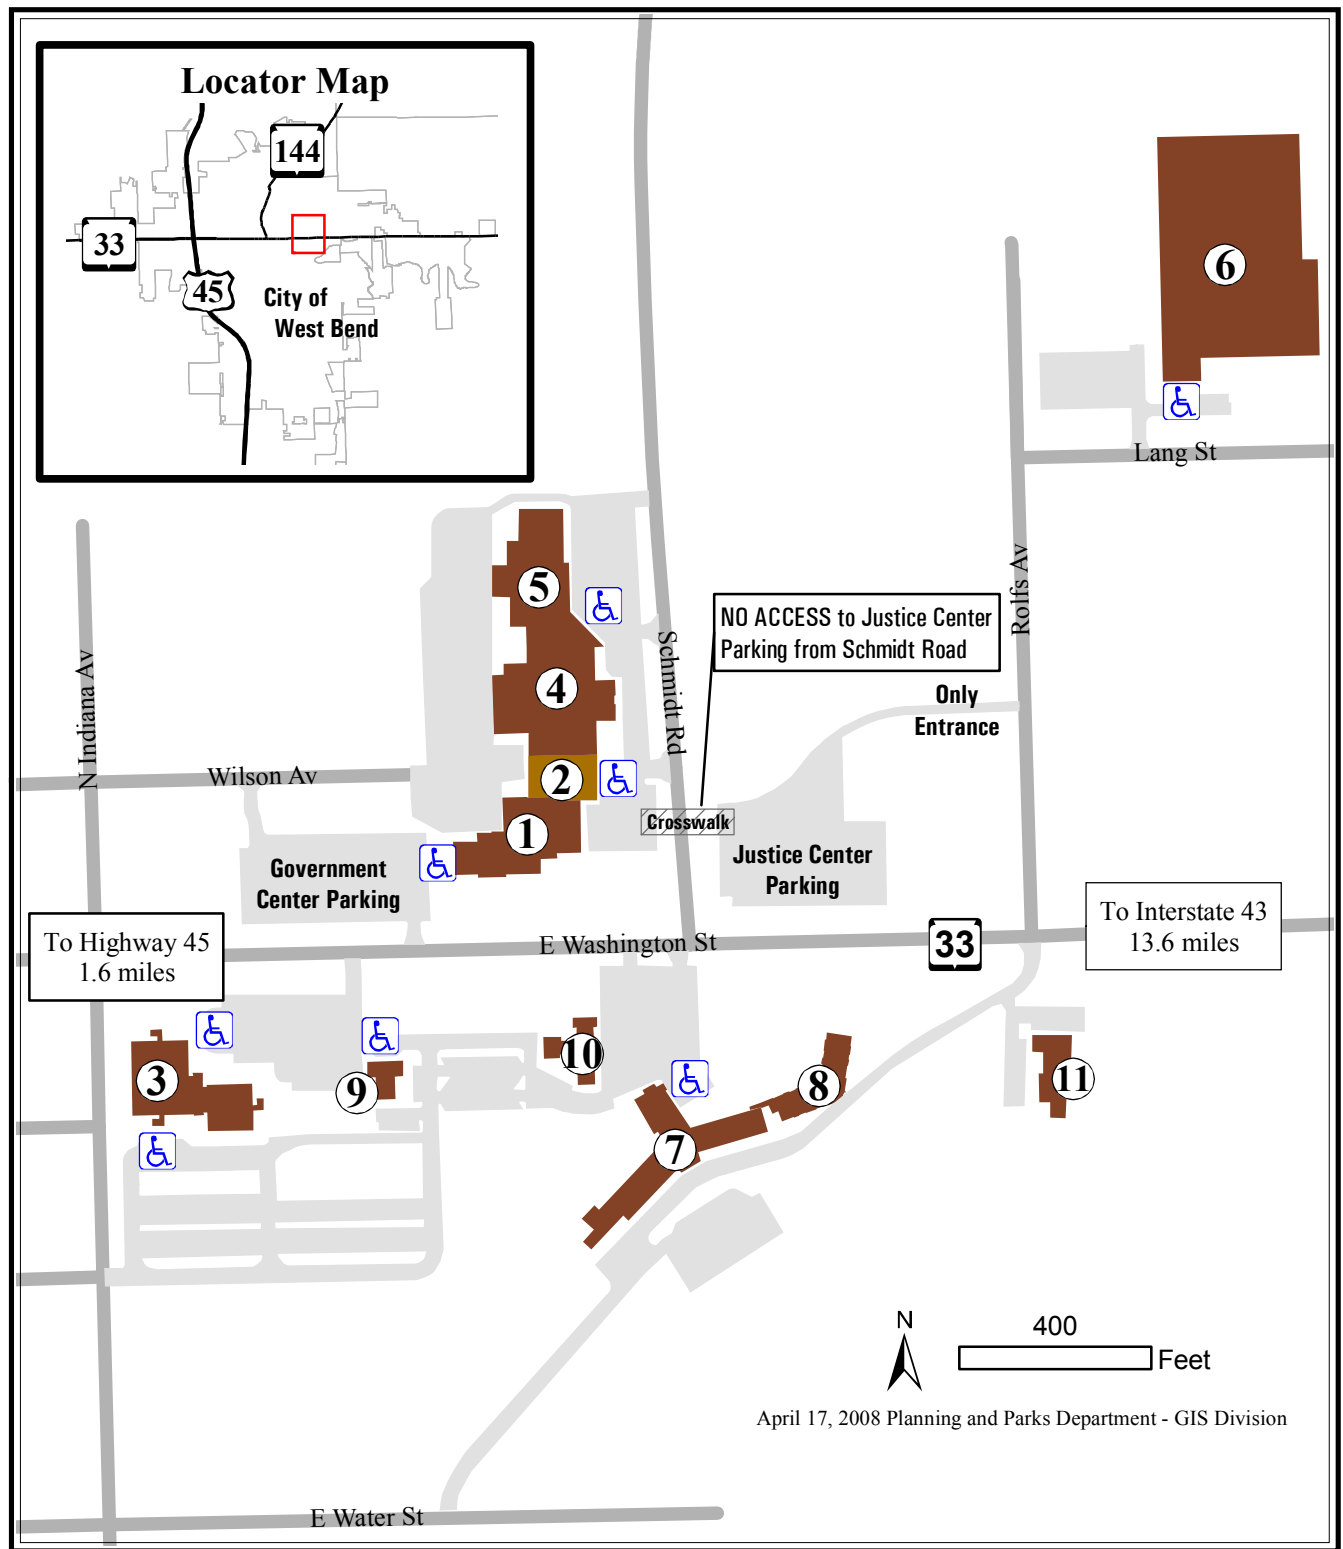 Locator Map
144
33
45
City of
West Bend
6
Lang St
Rolfs Av
5
NO ACCESS to Justice Center
Parking from Schmidt Road
Schmidt Rd
N Indiana Av
4
Only
Entrance
Wilson Av
2
1
Crosswalk
Government
Center Parking
Justice Center
Parking
To Highway 45
1.6 miles
E Washington St
33
To Interstate 43
13.6 miles
3
9
10
8
11
7
N
400
Feet
April 17, 2008 Planning and Parks Department - GIS Division
E Water St